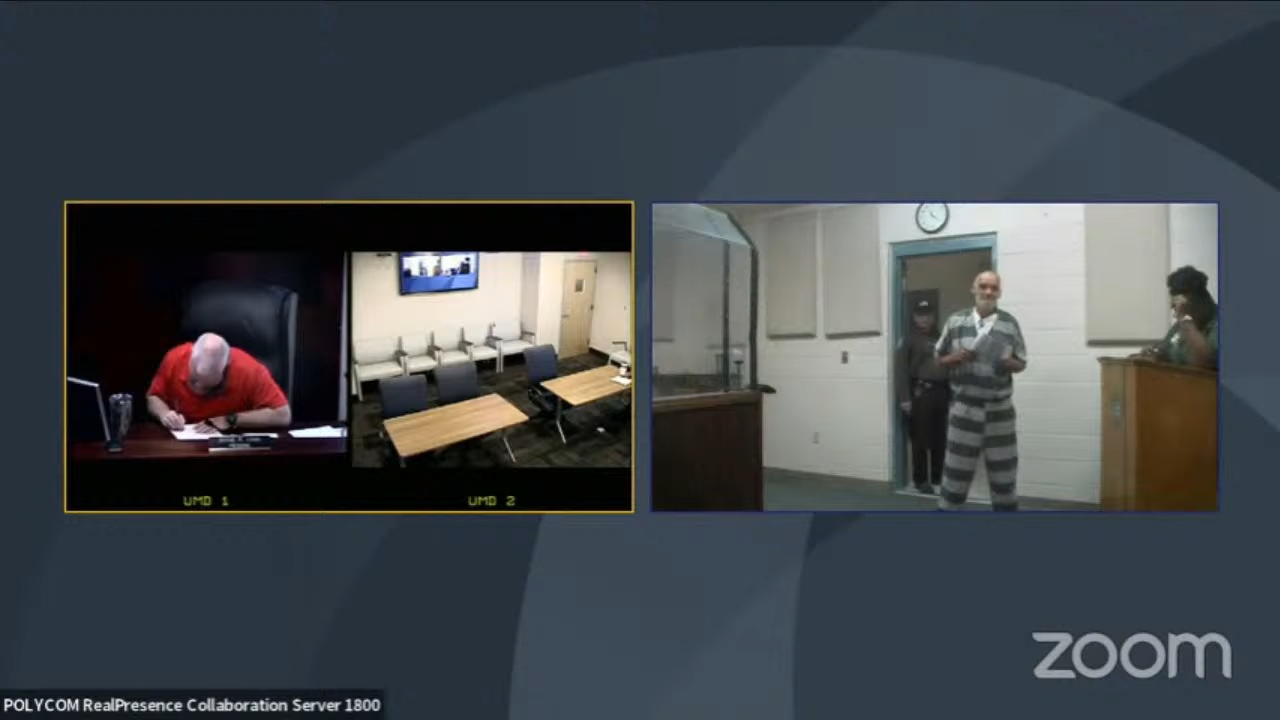 UMD 1
UMD 2
zoom
POLYCOM RealPresence Collaboration Server 1800